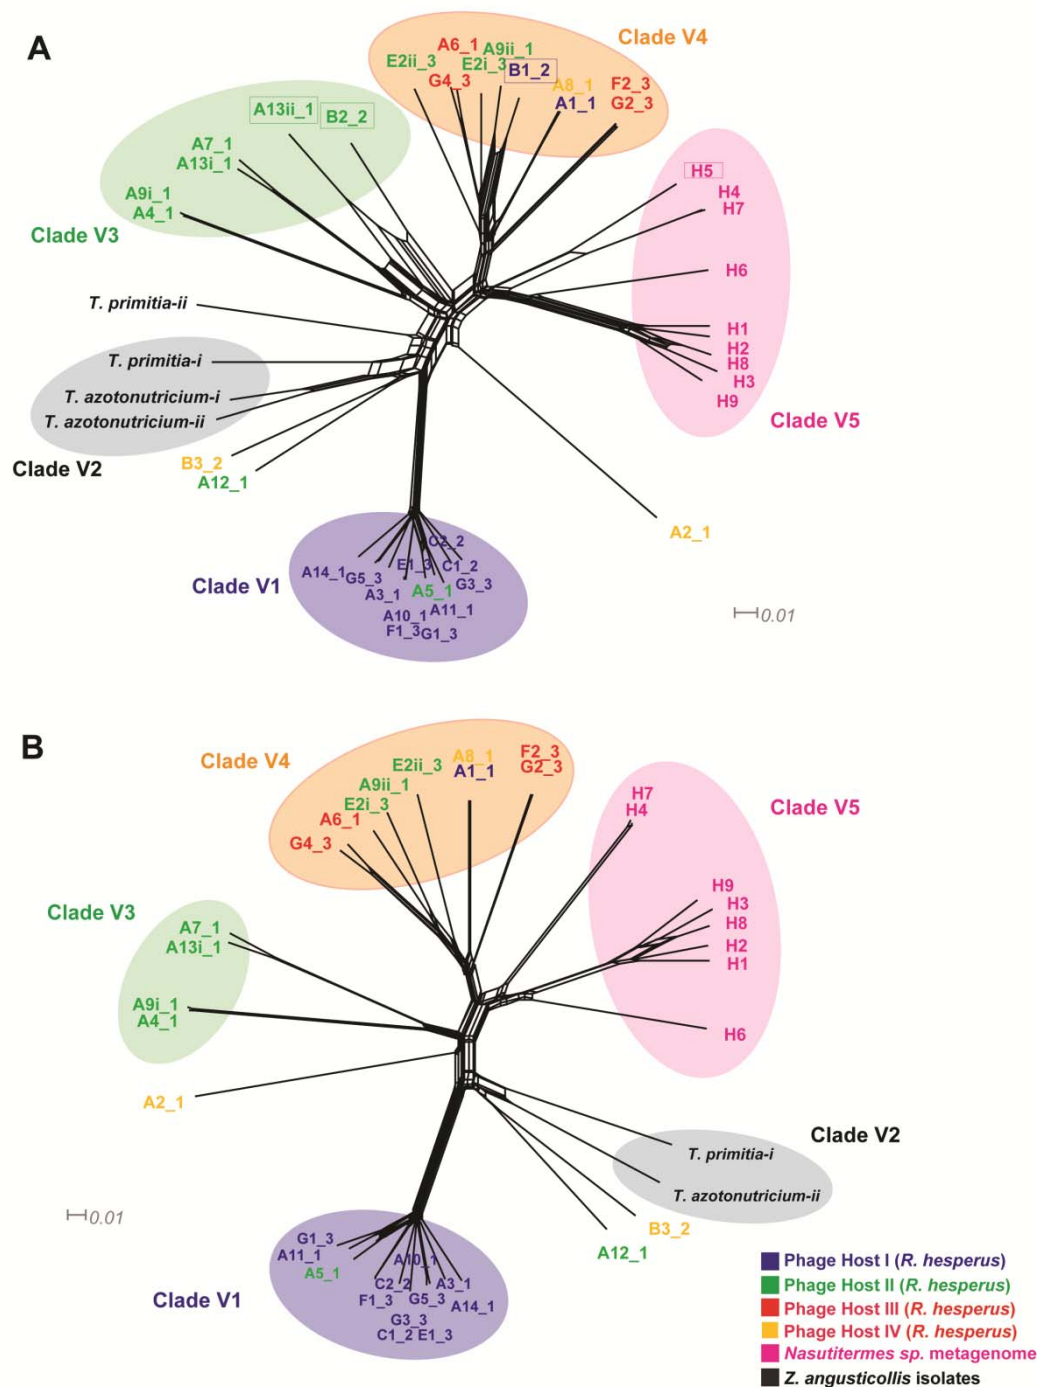 A
Clade V4
A6_1
A9ii_1
E2ii_3
E2i_3
B1_2
G4_3
A8_1
F2_3
A1_1
G2_3
A13ii_1
B2_2
A7_1
A13i_1
A9i_1
A4_1
Clade V3
H5
H4
H7
H6
H1
H2
H8
H3
H9
Clade V5
T. primitia-ii
T. primitia-i
T. azotonutricium-i
T. azotonutricium-ii
Clade V2
B3_2
A12_1
A2_1
Clade V1
C2_2
E1_3
C1_2
A14_1
G5_3
G3_3
A3_1
A5_1
A10_1
A11_1
F1_3
G1_3
0.01
B
Clade V4
E2ii_3
A8_1
A1_1
F2_3
G2_3
A9ii_1
E2i_3
A6_1
G4_3
H7
H4
Clade V5
H9
H3
H8
H2
H1
H6
Clade V3
A7_1
A13i_1
A9i_1
A4_1
A2_1
Clade V2
T. primitia-i
T. azotonutricium-ii
B3_2
A12_1
0.01
G1_3
A11_1
A10_1
A5_1
C2_2
A3_1
F1_3
G5_3
A14_1
G3_3
C1_2
E1_3
Clade V1
Phage Host I (R. hesperus)
Phage Host II (R. hesperus)
Phage Host III (R. hesperus)
Phage Host IV (R. hesperus)
Nasutitermes sp. metagenome
Z. angusticollis isolates